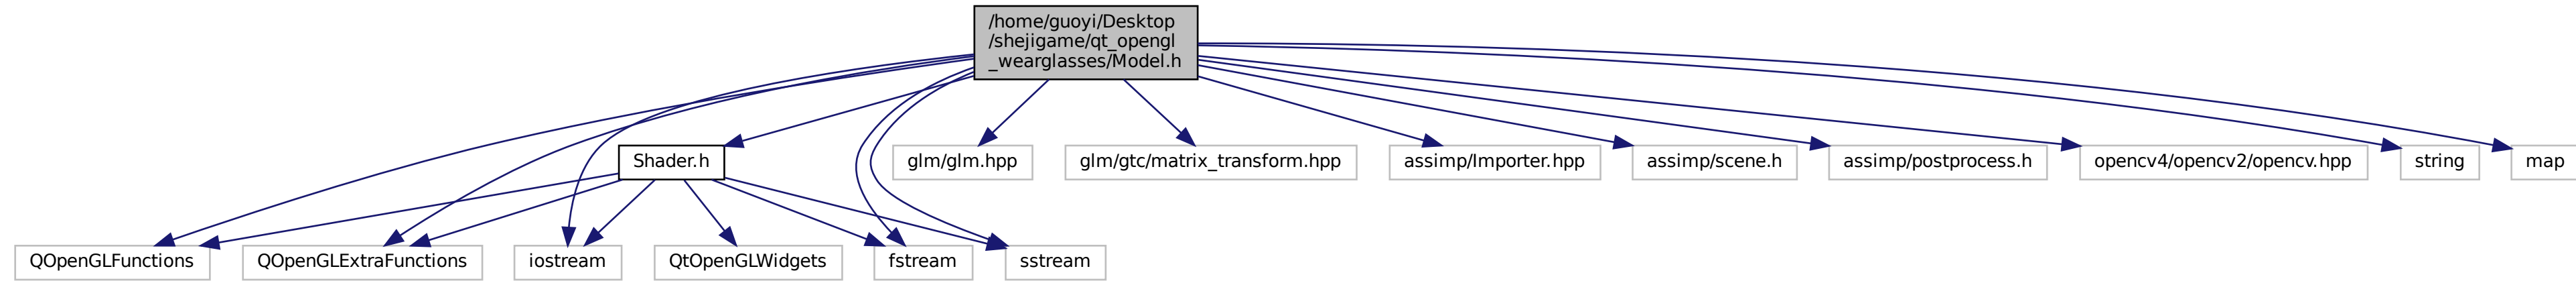 /home/guoyi/Desktop
/shejigame/qt_opengl
_wearglasses/Model.h
Shader.h
glm/glm.hpp
glm/gtc/matrix_transform.hpp
assimp/Importer.hpp
assimp/scene.h
assimp/postprocess.h
opencv4/opencv2/opencv.hpp
string
map
QOpenGLFunctions
QOpenGLExtraFunctions
iostream
QtOpenGLWidgets
fstream
sstream